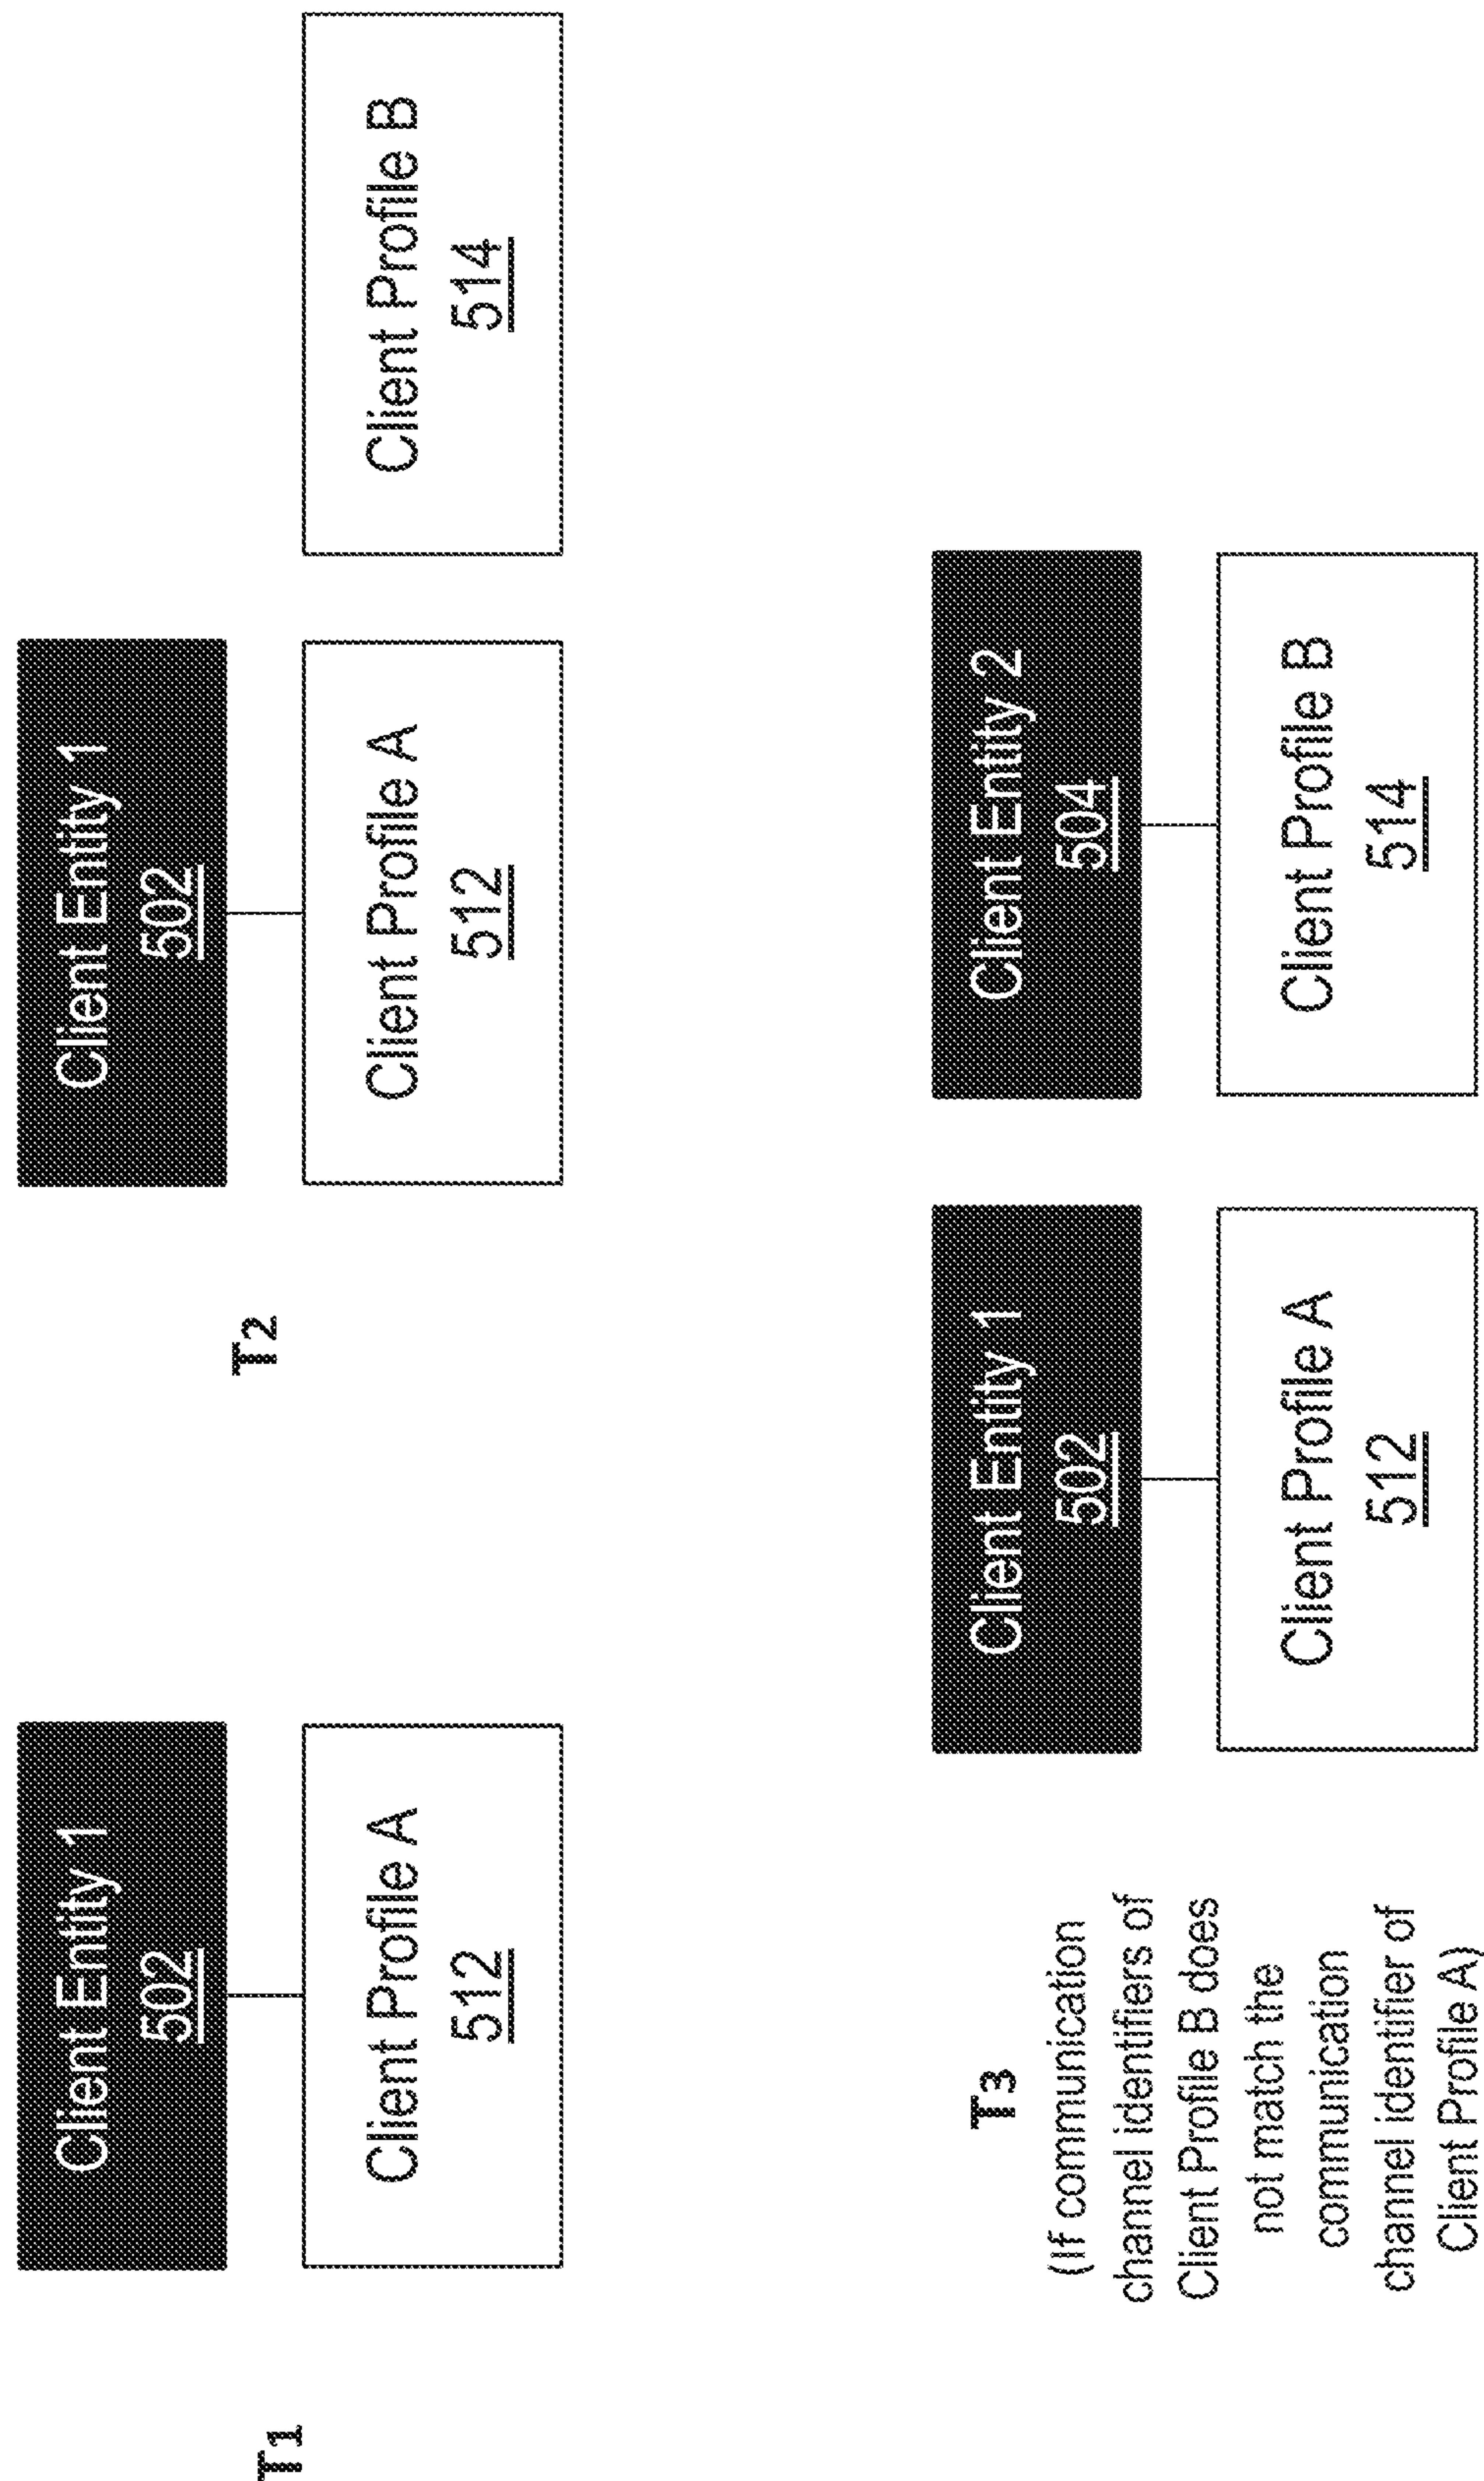 T1
Client Entity 1
502
Client Profile A
512
T2
Client Entity 1
502
Client Profile A
512
Client Profile B
514
T3
(If communication
channel identifiers of
Client Profile B does
not match the
communication
channel identifier of
Client Profile A)
Client Entity 1
502
Client Profile A
512
Client Entity 2
504
Client Profile B
514